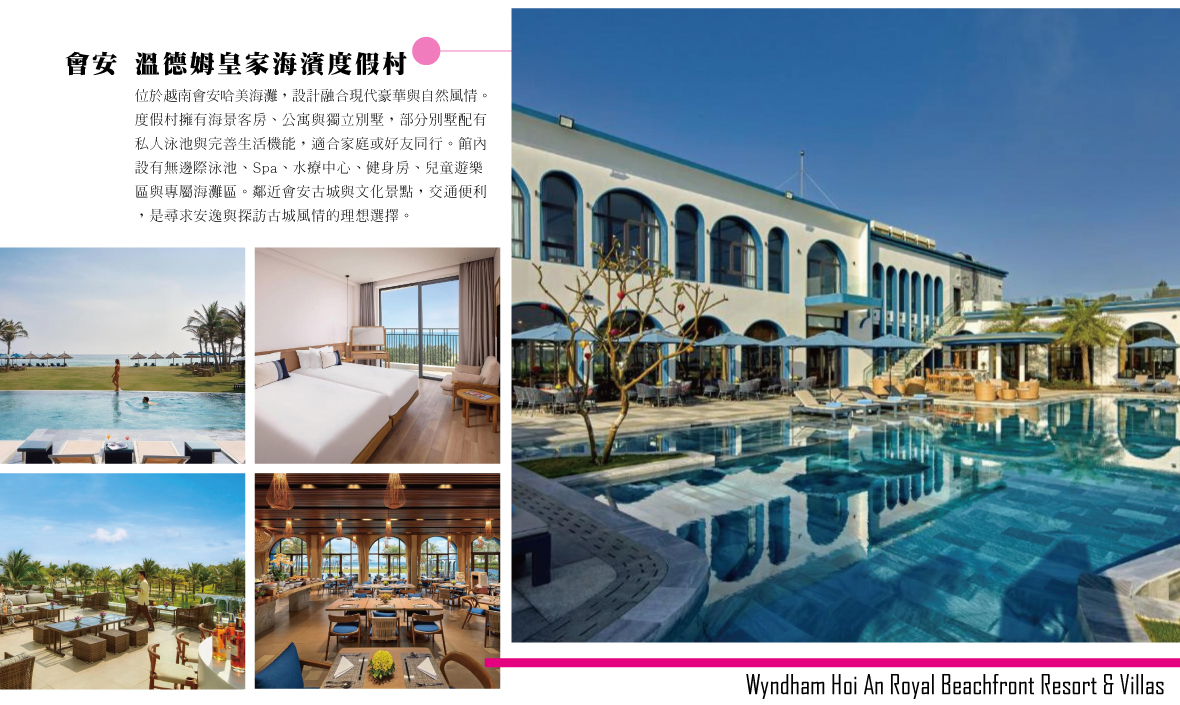 會安 溫德姆皇家海濱度假村
位於越南會安哈美海灘，設計融合現代豪華與自然風情。
度假村擁有海景客房、公寓與獨立別墅，部分別墅配有
私人泳池與完善生活機能，適合家庭或好友同行。館內
設有無邊際泳池、Spa、水療中心、健身房、兒童遊樂
區與專屬海灘區。鄰近會安古城與文化景點，交通便利
，是尋求安逸與探訪古城風情的理想選擇。
Wyndham Hoi An Royal Beachfront Resort & Villas